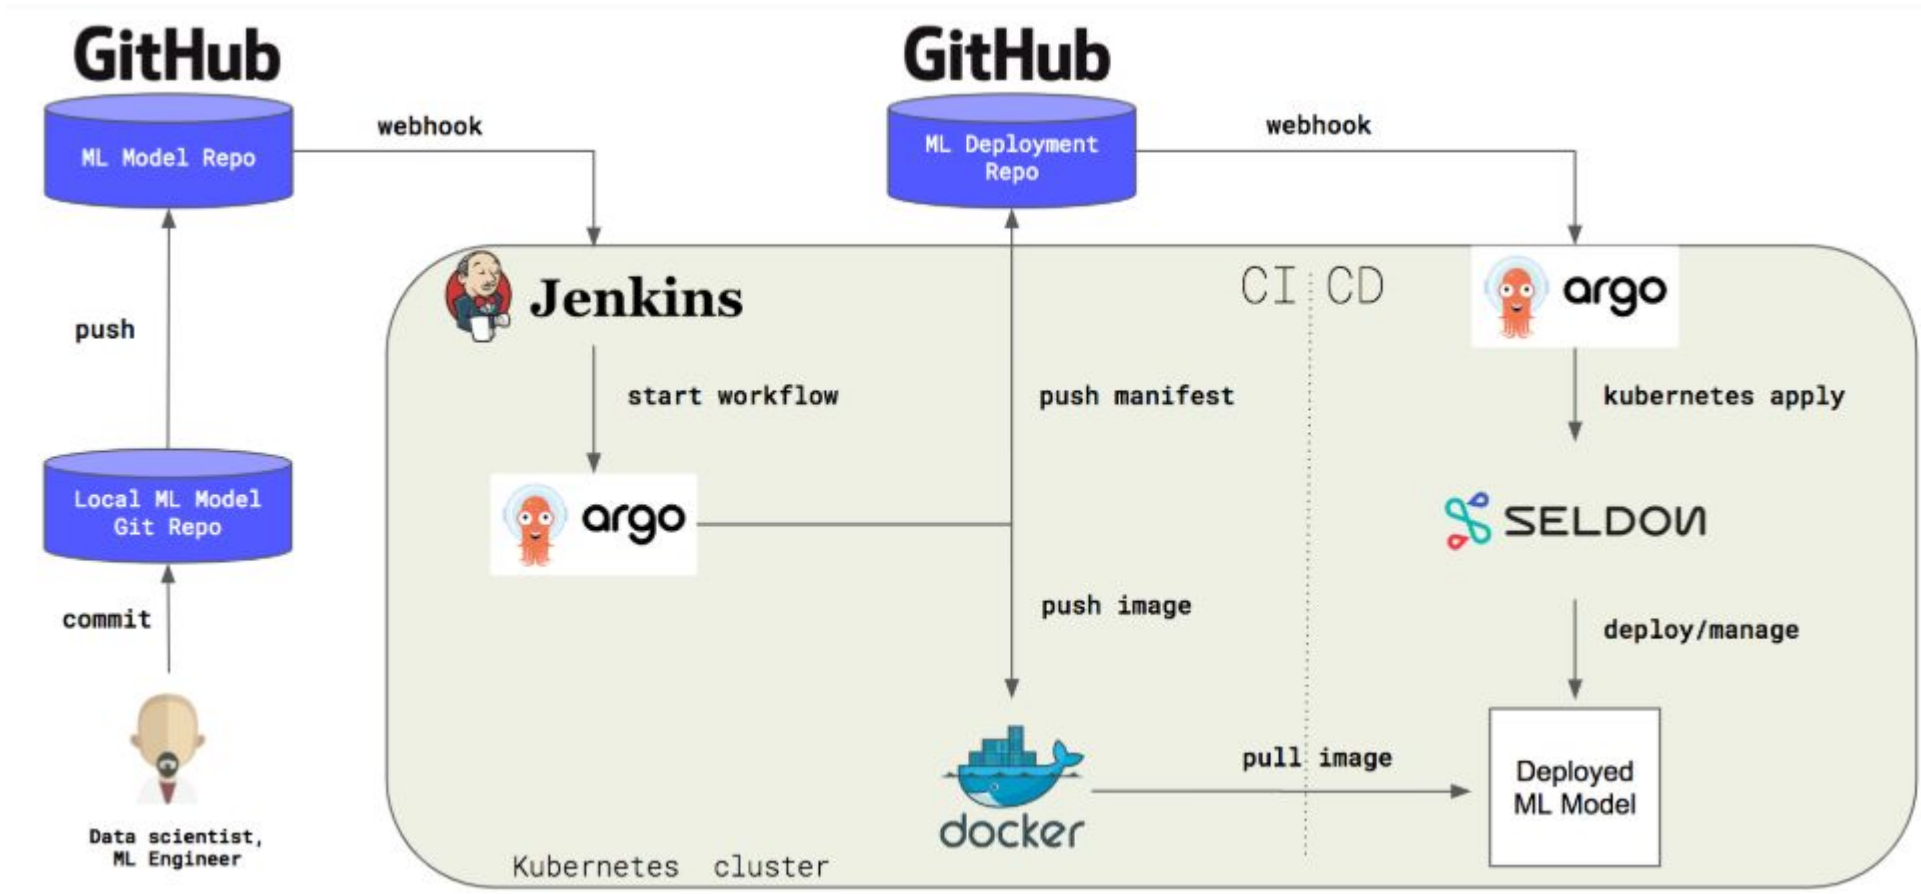 GitHub
ML Model Repo
webhook
GitHub
ML Deployment
Repo
webhook
push
Local ML Model
Git Repo
commit
Data scientist,
ML Engineer
Jenkins
start workflow
argo
push manifest
push image
docker
CI CD
argo
kubernetes apply
SELDON
deploy/manage
pull image
Deployed
ML Model
Kubernetes cluster